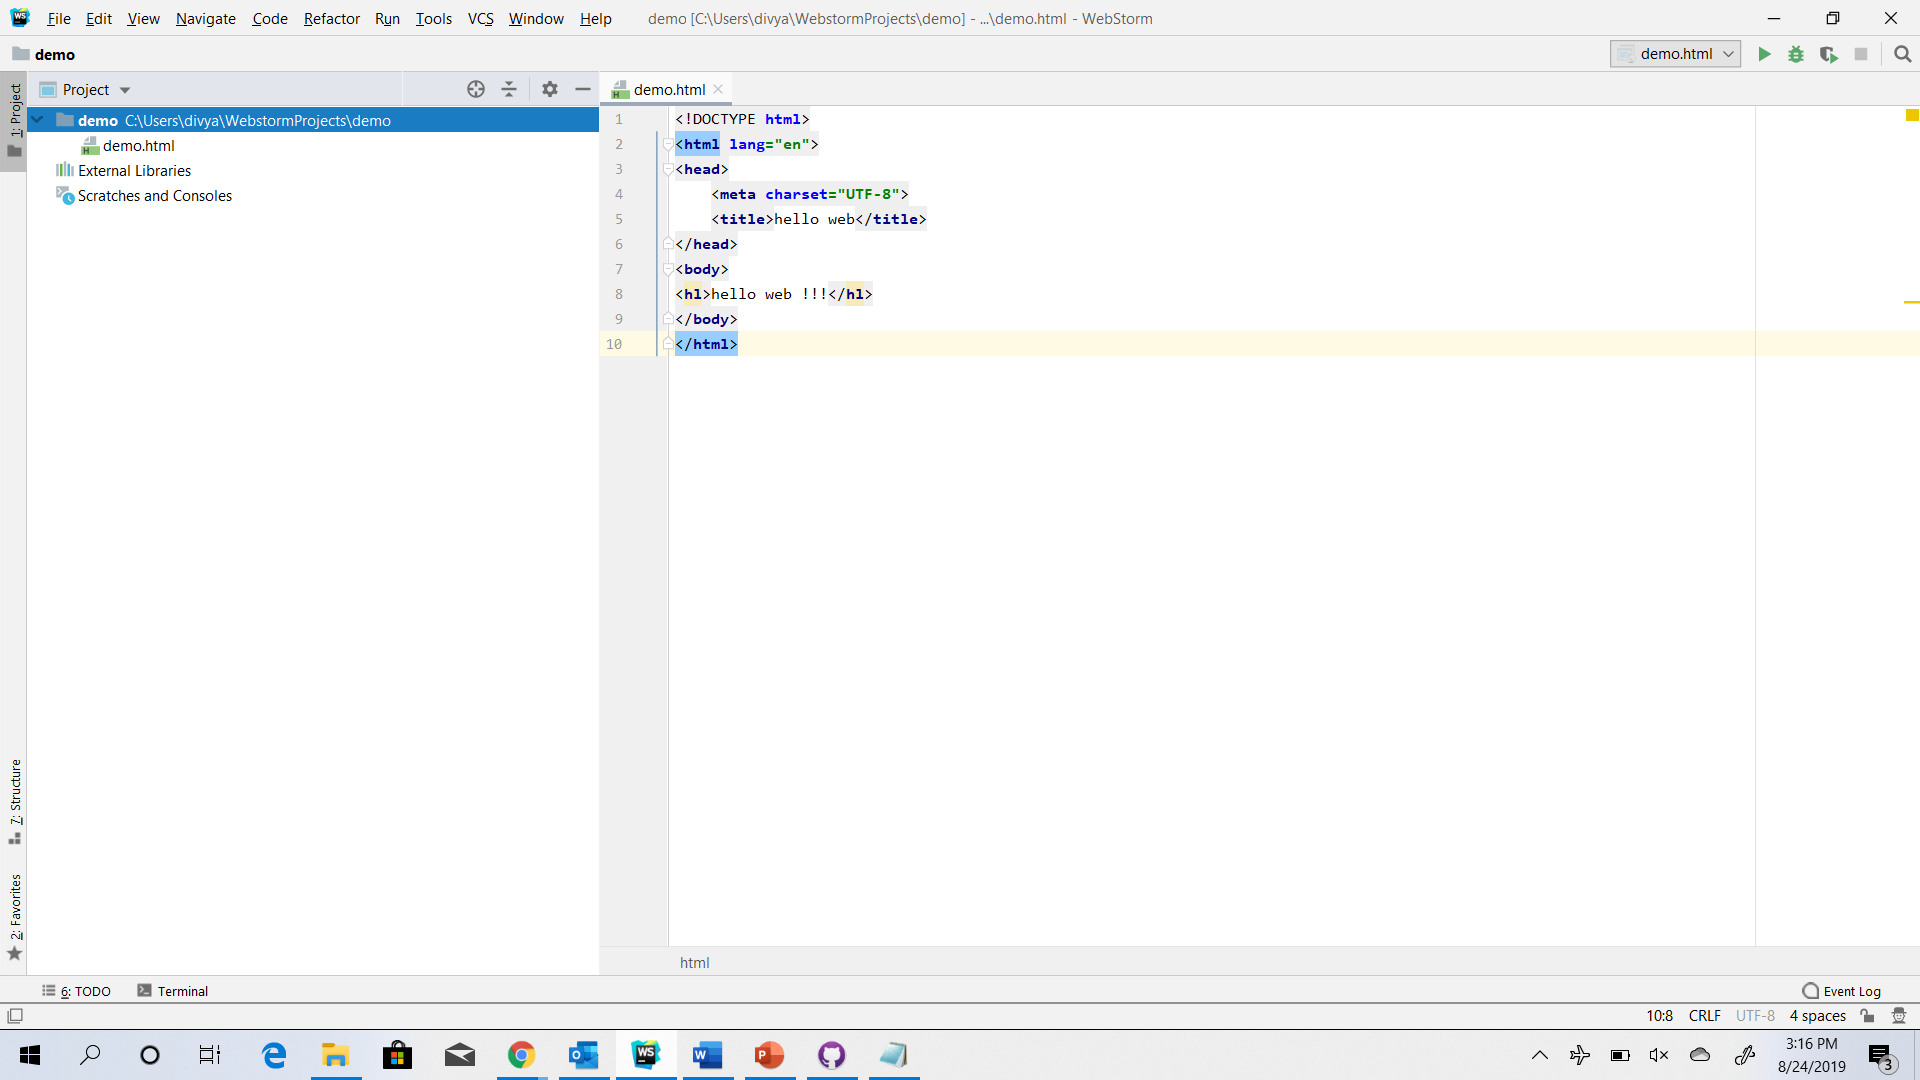 File Edit View Navigate Code Refactor Run Tools VCS Window Help demo [C:\Users\divya\WebstormProjects\demo] - ...\demo.html - WebStorm
demo
demo.html
1: Project
Project
demo.html
demo C:\Users\divya\WebstormProjects\demo
demo.html
External Libraries
Scratches and Consoles
1 <!DOCTYPE html>
2 <html lang="en">
3 <head>
4 <meta charset="UTF-8">
5 <title>hello web</title>
6 </head>
7 <body>
8 <hl>hello web !!!</hl>
9 </body>
10 </html>
7: Structure
2: Favorites
html
6: TODO Terminal Event Log
10:8 CRLF UTF-8 4 spaces
3:16 PM
8/24/2019
3